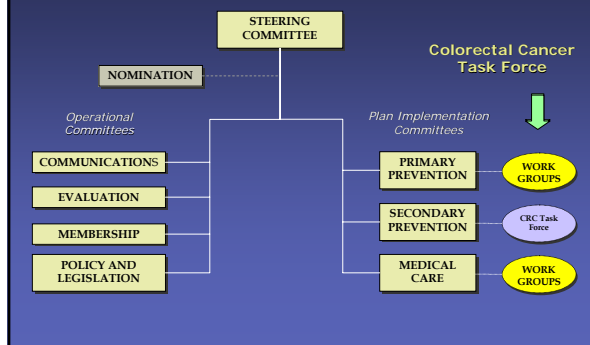 STEERING
COMMITTEE
Colorectal Cancer
Task Force
NOMINATION
Operational
Committees
Plan Implementation
Committees
COMMUNICATIONS
EVALUATION
MEMBERSHIP
POLICY AND
LEGISLATION
PRIMARY
PREVENTION
WORK
GROUPS
SECONDARY
PREVENTION
CRC Task
Force
MEDICAL
CARE
WORK
GROUPS